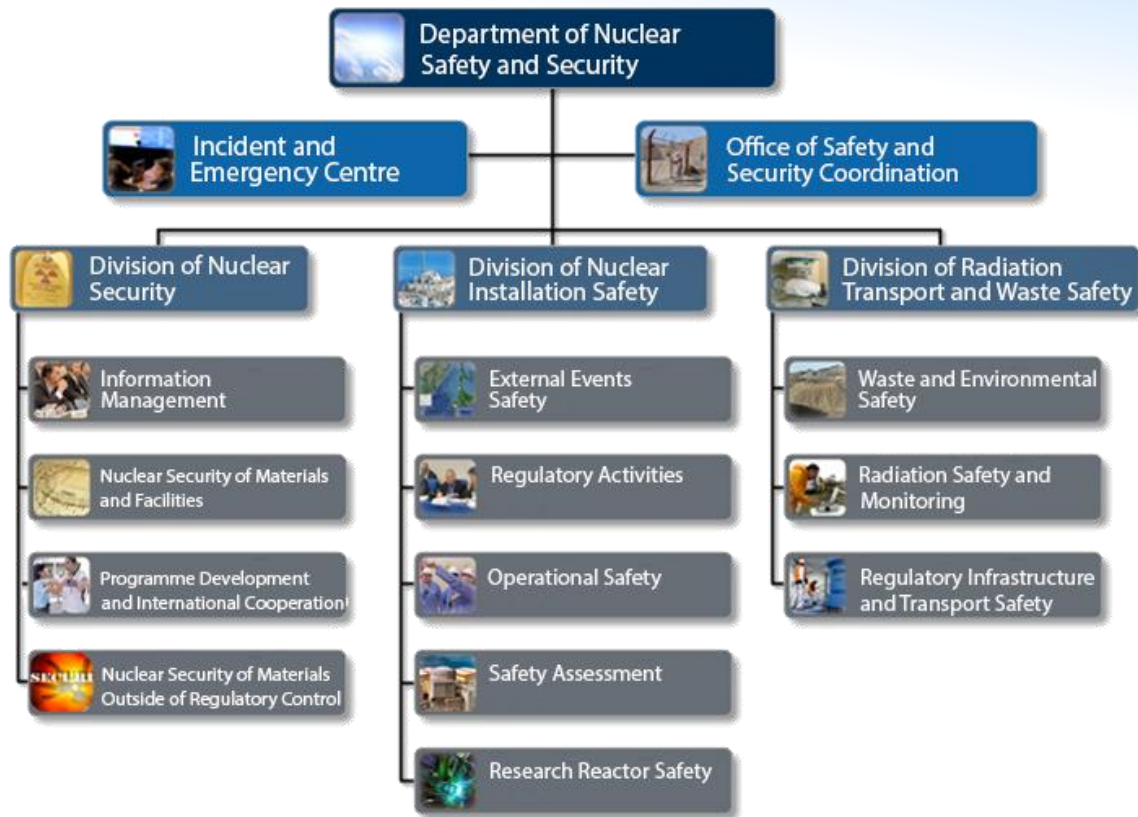 Department of Nuclear
Safety and Security
Incident and
Emergency Centre
Office of Safety and
Security Coordination
Division of Nuclear
Security
Division of Nuclear
Installation Safety
Division of Radiation
Transport and Waste Safety
Information
Management
Nuclear Security of Materials
and Facilities
Programme Development
and International Cooperation
Nuclear Security of Materials
Outside of Regulatory Control
External Events
Safety
Regulatory Activities
Operational Safety
Safety Assessment
Research Reactor Safety
Waste and Environmental
Safety
Radiation Safety and
Monitoring
Regulatory Infrastructure
and Transport Safety